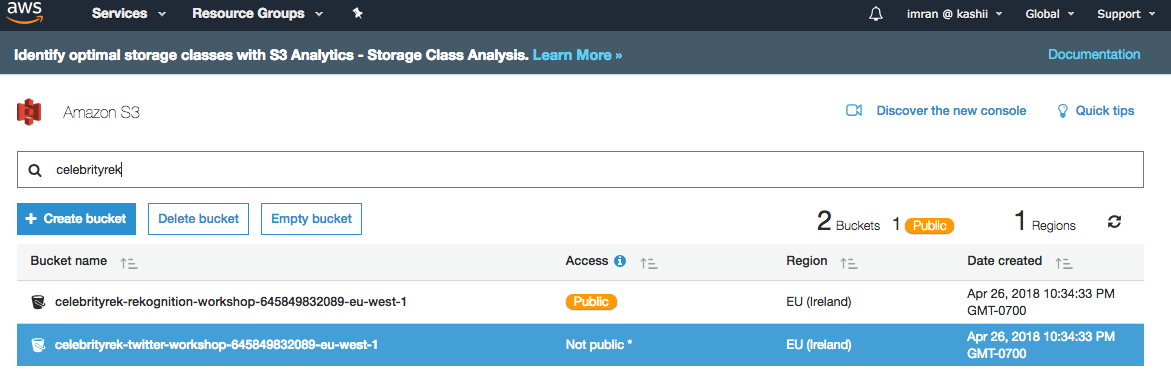 aws Services Resource Groups imran @ kashii Global Support
Identify optimal storage classes with S3 Analytics - Storage Class Analysis. Learn More » Documentation
Amazon S3 Discover the new console Quick tips
celebrityrek
+ Create bucket Delete bucket Empty bucket 2 Buckets 1 Public 1 Regions
Bucket name Access Region Date created
celebrityrek-rekognition-workshop-645849832089-eu-west-1 Public EU (Ireland) Apr 26, 2018 10:34:33 PM
GMT-0700
celebrityrek-twitter-workshop-645849832089-eu-west-1 Not public * EU (Ireland) Apr 26, 2018 10:34:33 PM
GMT-0700